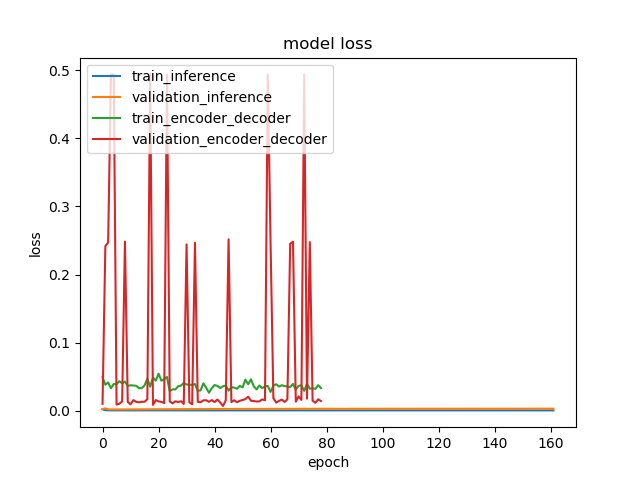 model loss
train_inference
validation_inference
train_encoder_decoder
validation_encoder_decoder
loss
0.5
0.4
0.3
0.2
0.1
0.0
0 20 40 60 80 100 120 140 160
epoch